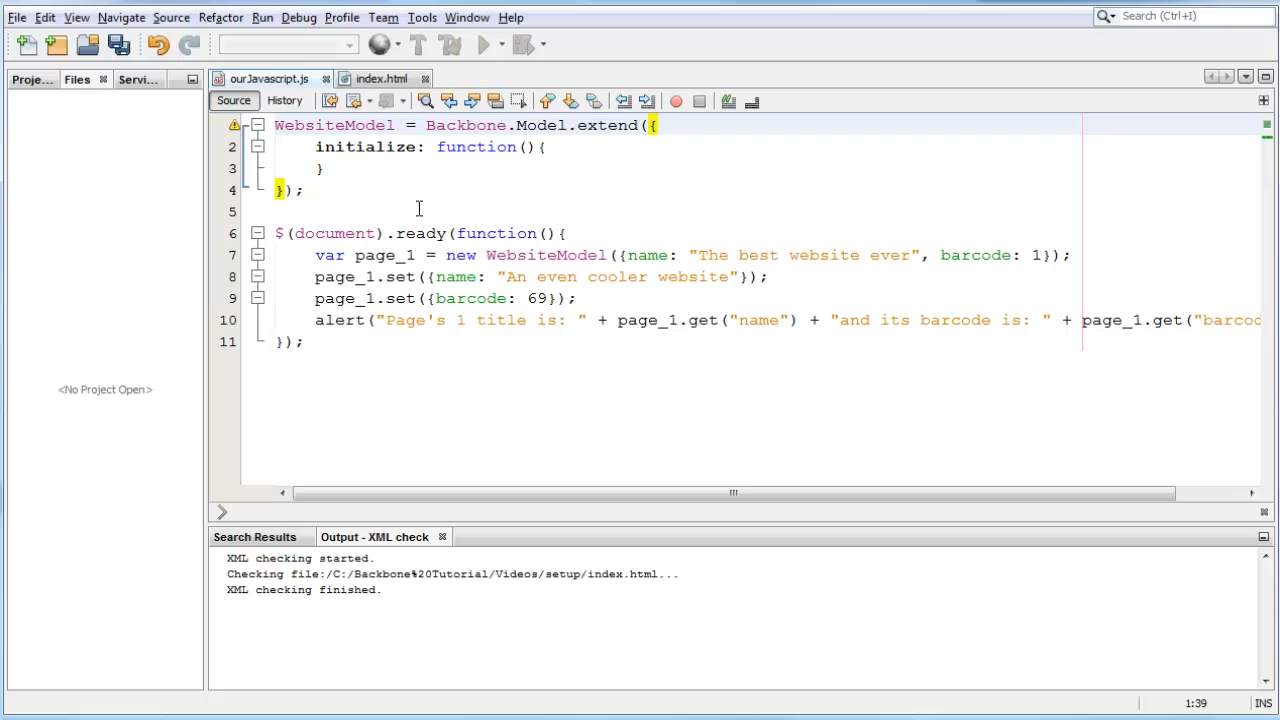 File Edit View Navigate Source Refactor Run Debug Profile Team Tools Window Help Search (Ctrl+I)
Proje... Files Servi... ourJavascript.js index.html
Source History
1 WebsiteModel = Backbone.Model.extend({
2 initialize: function(){
3 }
4 });
5
6 $(document).ready(function(){
7 var page_1 = new WebsiteModel({name: "The best website ever", barcode: 1});
8 page_1.set({name: "An even cooler website"});
9 page_1.set({barcode: 69});
10 alert("Page's 1 title is: " + page_1.get("name") + "and its barcode is: " + page_1.get("barcod
11 });
<No Project Open>
Search Results Output - XML check
XML checking started.
Checking file:/C:/Backbone%20Tutorial/Videos/setup/index.html...
XML checking finished.
1:39 INS